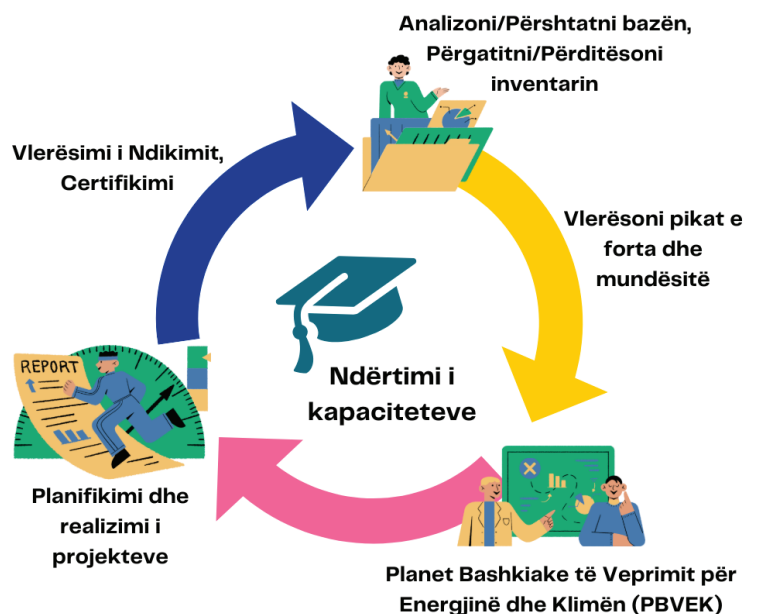 Analizoni/Përshtatni bazën,
Përgatitni/Përditësoni
inventarin
Vlerësoni pikat e
forta dhe
mundësitë
Planet Bashkiake të Veprimit për
Energjinë dhe Klimën (PBVEK)
Planifikimi dhe
realizimi i
projekteve
REPORT
Vlerësimi i Ndikimit,
Certifikimi
Ndërtimi i
kapaciteteve